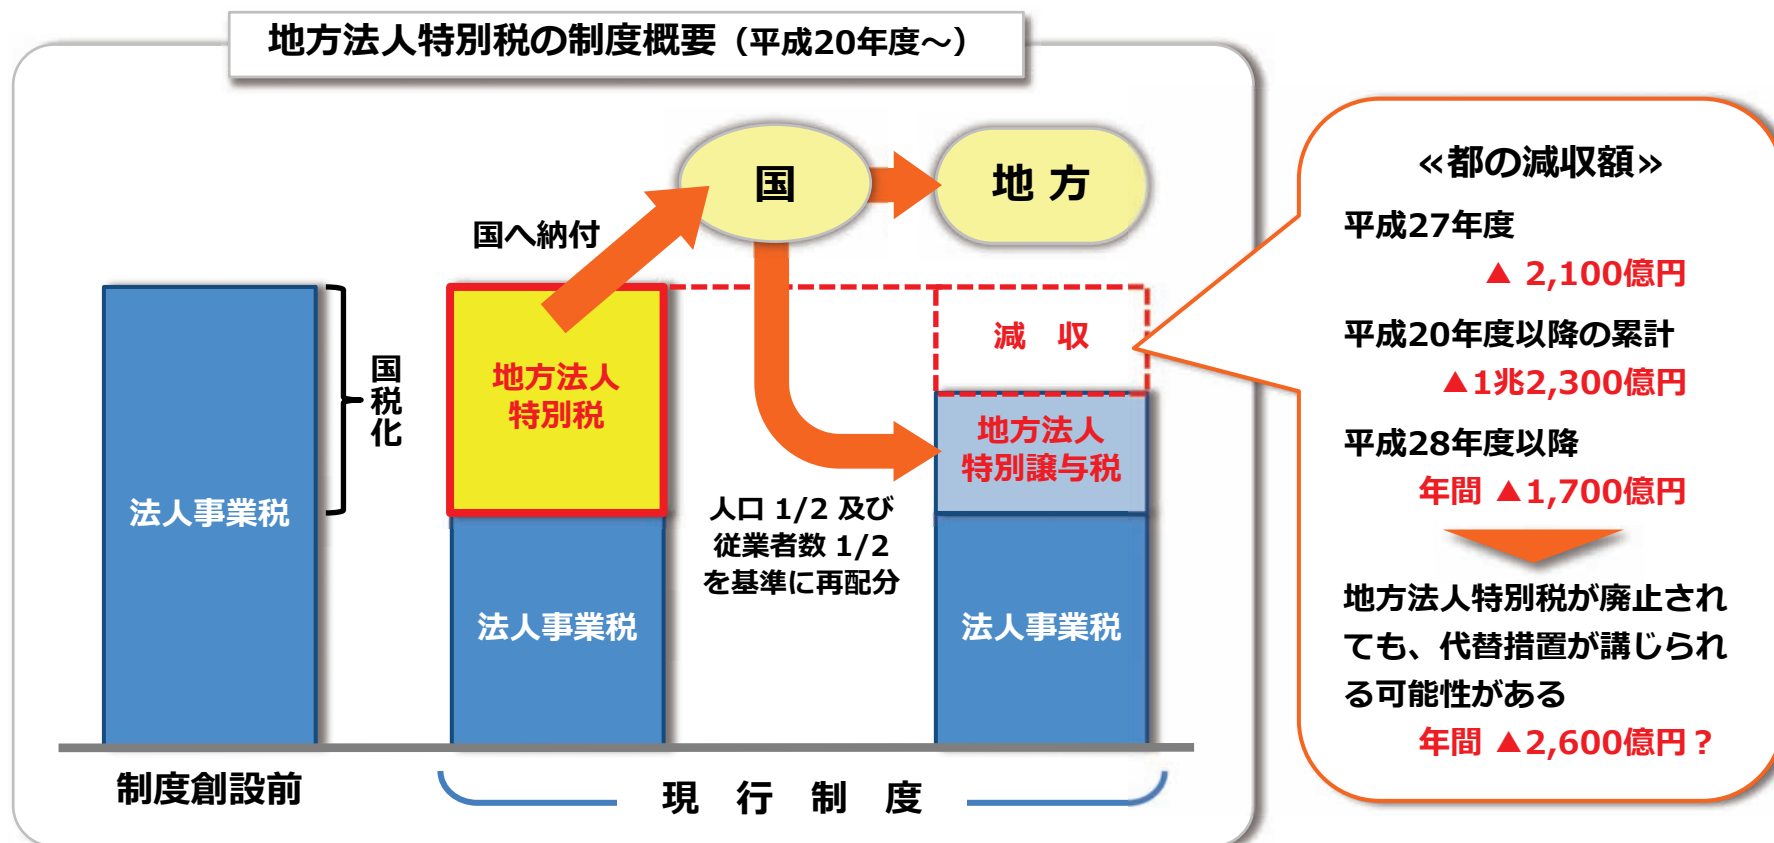 地方法人特別税の制度概要（平成20年度～）
国
地 方
国へ納付
国税化
法人事業税
地方法人
特別税
法人事業税
減 収
地方法人
特別譲与税
人口 1/2 及び
従業者数 1/2
を基準に再配分
法人事業税
制度創設前
現 行 制 度
≪都の減収額≫
平成27年度
▲ 2,100億円
平成20年度以降の累計
▲1兆2,300億円
平成28年度以降
年間 ▲1,700億円
地方法人特別税が廃止され
ても、代替措置が講じられ
る可能性がある
年間 ▲2,600億円？